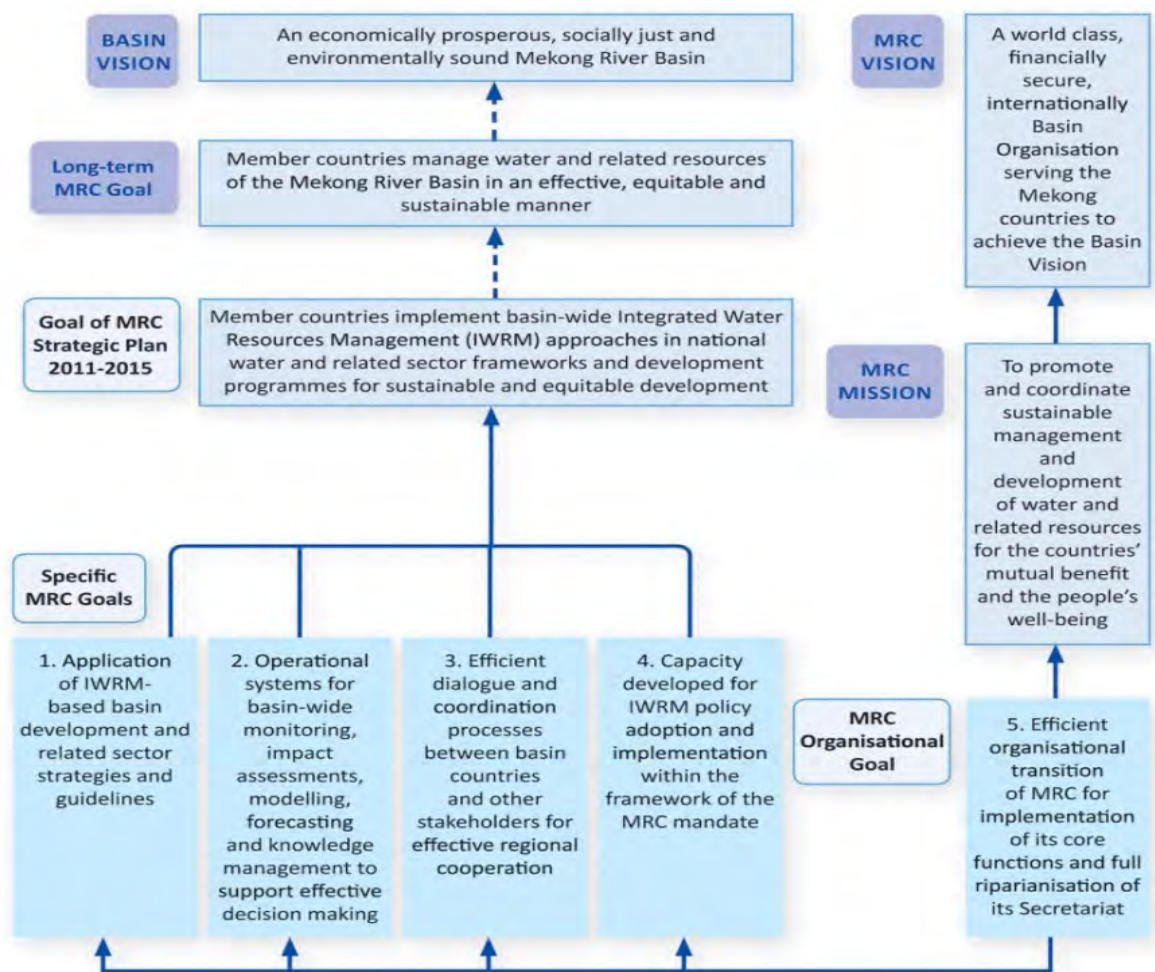 BASIN
VISION
An economically prosperous, socially just and
environmentally sound Mekong River Basin
Long-term
MRC Goal
Member countries manage water and related resources
of the Mekong River Basin in an effective, equitable and
sustainable manner
Goal of MRC
Strategic Plan
2011-2015
Member countries implement basin-wide Integrated Water
Resources Management (IWRM) approaches in national
water and related sector frameworks and development
programmes for sustainable and equitable development
MRC
VISION
A world class,
financially
secure,
internationally
Basin
Organisation
serving the
Mekong
countries to
achieve the Basin
Vision
MRC
MISSION
To promote
and coordinate
sustainable
management
and
development
of water and
related resources
for the countries’
mutual benefit
and the people’s
well-being
Specific
MRC Goals
1. Application
of IWRM-
based basin
development and
related sector
strategies and
guidelines
2. Operational
systems for
basin-wide
monitoring,
impact
assessments,
modelling,
forecasting
and knowledge
management to
support effective
decision making
3. Efficient
dialogue and
coordination
processes
between basin
countries
and other
stakeholders for
effective regional
cooperation
4. Capacity
developed for
IWRM policy
adoption and
implementation
within the
framework of the
MRC mandate
MRC
Organisational
Goal
5. Efficient
organisational
transition
of MRC for
implementation
of its core
functions and full
riparianisation of
its Secretariat